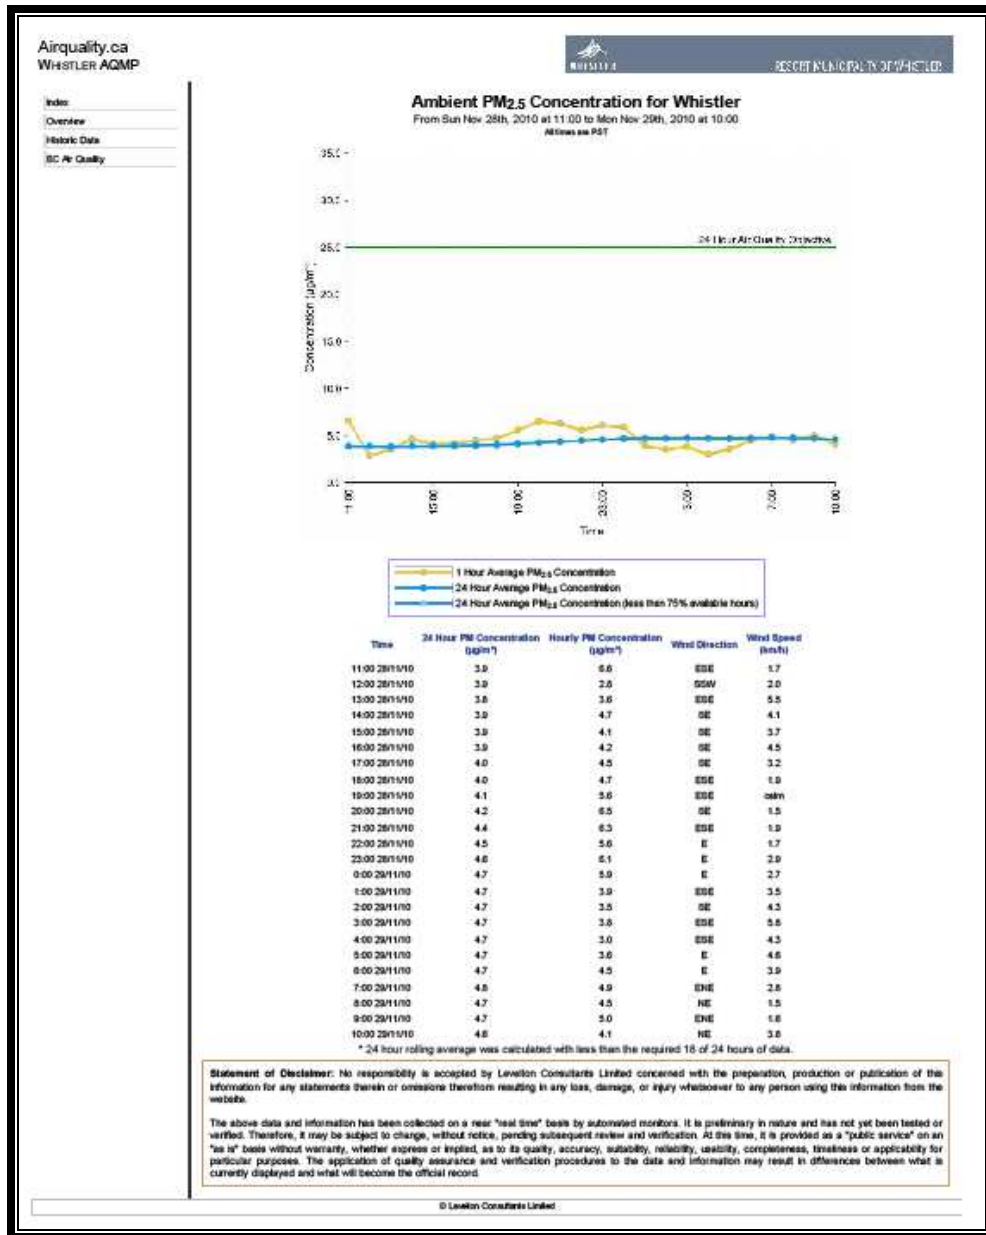 Airquality.ca
WHISTLER AQMP
WHISTLER
RESORT MUNICIPALITY OF WHISTLER
Index
Overview
Historic Data
BC Air Quality
Ambient PM2.5 Concentration for Whistler
From Sun Nov 28th, 2010 at 11:00 to Mon Nov 29th, 2010 at 10:00
All times are PST
35.0
30.0
24 Hour Air Quality Objective
25.0
20.0
15.0
10.0
5.0
0.0
Concentration (µg/m³)
11:00 15:00 19:00 23:00 3:00 7:00 10:00
Time
1 Hour Average PM2.5 Concentration
24 Hour Average PM2.5 Concentration
24 Hour Average PM2.5 Concentration (less than 75% available hours)
Time 24 Hour PM Concentration (µg/m³) Hourly PM Concentration (µg/m³) Wind Direction Wind Speed (km/h)
11:00 28/11/10 3.9 6.6 ESE 1.7
12:00 28/11/10 3.9 2.8 SSW 2.0
13:00 28/11/10 3.8 3.6 ESE 5.5
14:00 28/11/10 3.9 4.7 SE 4.1
15:00 28/11/10 3.9 4.1 SE 3.7
16:00 28/11/10 3.9 4.2 SE 4.5
17:00 28/11/10 4.0 4.5 SE 3.2
18:00 28/11/10 4.0 4.7 ESE 1.9
19:00 28/11/10 4.1 5.6 ESE calm
20:00 28/11/10 4.2 6.5 SE 1.5
21:00 28/11/10 4.4 6.3 ESE 1.9
22:00 28/11/10 4.5 5.6 E 1.7
23:00 28/11/10 4.6 6.1 E 2.9
0:00 29/11/10 4.7 5.9 E 2.7
1:00 29/11/10 4.7 3.9 ESE 3.5
2:00 29/11/10 4.7 3.5 SE 4.3
3:00 29/11/10 4.7 3.8 ESE 5.6
4:00 29/11/10 4.7 3.0 ESE 4.3
5:00 29/11/10 4.7 3.6 E 4.6
6:00 29/11/10 4.7 4.5 E 3.9
7:00 29/11/10 4.8 4.9 ENE 2.8
8:00 29/11/10 4.7 4.5 NE 1.5
9:00 29/11/10 4.7 5.0 ENE 1.6
10:00 29/11/10 4.6 4.1 NE 3.8
* 24 hour rolling average was calculated with less than the required 18 of 24 hours of data.
Statement of Disclaimer: No responsibility is accepted by Levelton Consultants Limited concerned with the preparation, production or publication of this
information for any statements therein or omissions therefrom resulting in any loss, damage, or injury whatsoever to any person using this information from the
website.
The above data and information has been collected on a near "real time" basis by automated monitors. It is preliminary in nature and has not yet been tested or
verified. Therefore, it may be subject to change, without notice, pending subsequent review and verification. At this time, it is provided as a "public service" on an
"as is" basis without warranty, whether express or implied, as to its quality, accuracy, suitability, reliability, usability, completeness, timeliness or applicability for
particular purposes. The application of quality assurance and verification procedures to the data and information may result in differences between what is
currently displayed and what will become the official record.
© Levelton Consultants Limited